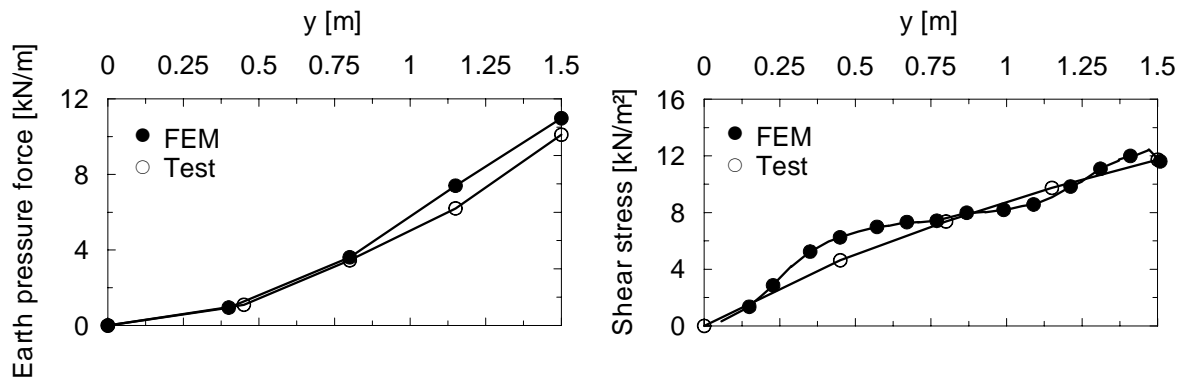 y [m]
0 0.25 0.5 0.75 1 1.25 1.5
Earth pressure force [kN/m]
12
8
4
0
FEM
Test
y [m]
0 0.25 0.5 0.75 1 1.25 1.5
Shear stress [kN/m²]
16
12
8
4
0
FEM
Test